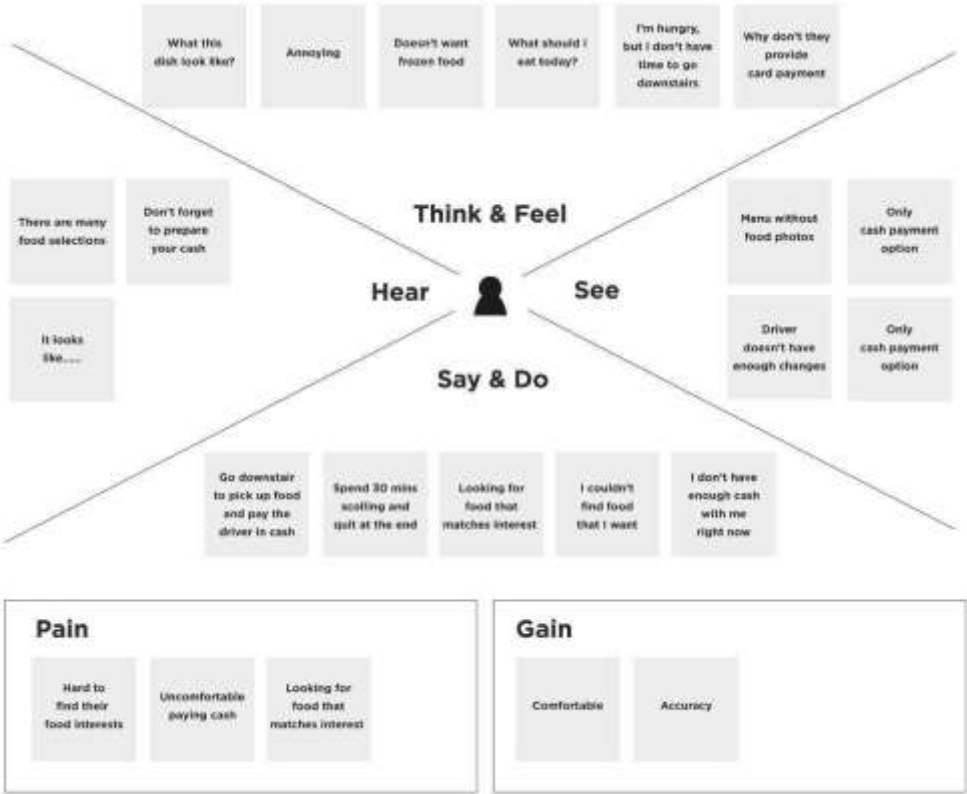 What this
dish look like?
Annoying
Doesn't want
frozen food
What should I
eat today?
I'm hungry,
but I don't have
time to go
downstairs
Why don't they
provide
card payment
There are many
food selections
Don't forget
to prepare
your cash
It looks
like.....
Think & Feel
Hear
See
Say & Do
Menu without
food photos
Only
cash payment
option
Driver
doesn't have
enough changes
Only
cash payment
option
Go downstair
to pick up food
and pay the
driver in cash
Spend 30 mins
scolling and
quit at the end
Looking for
food that
matches interest
I couldn't
find food
that I want
I don't have
enough cash
with me
right now
Pain
Hard to
find their
food interests
Uncomfortable
paying cash
Looking for
food that
matches interest
Gain
Comfortable
Accuracy